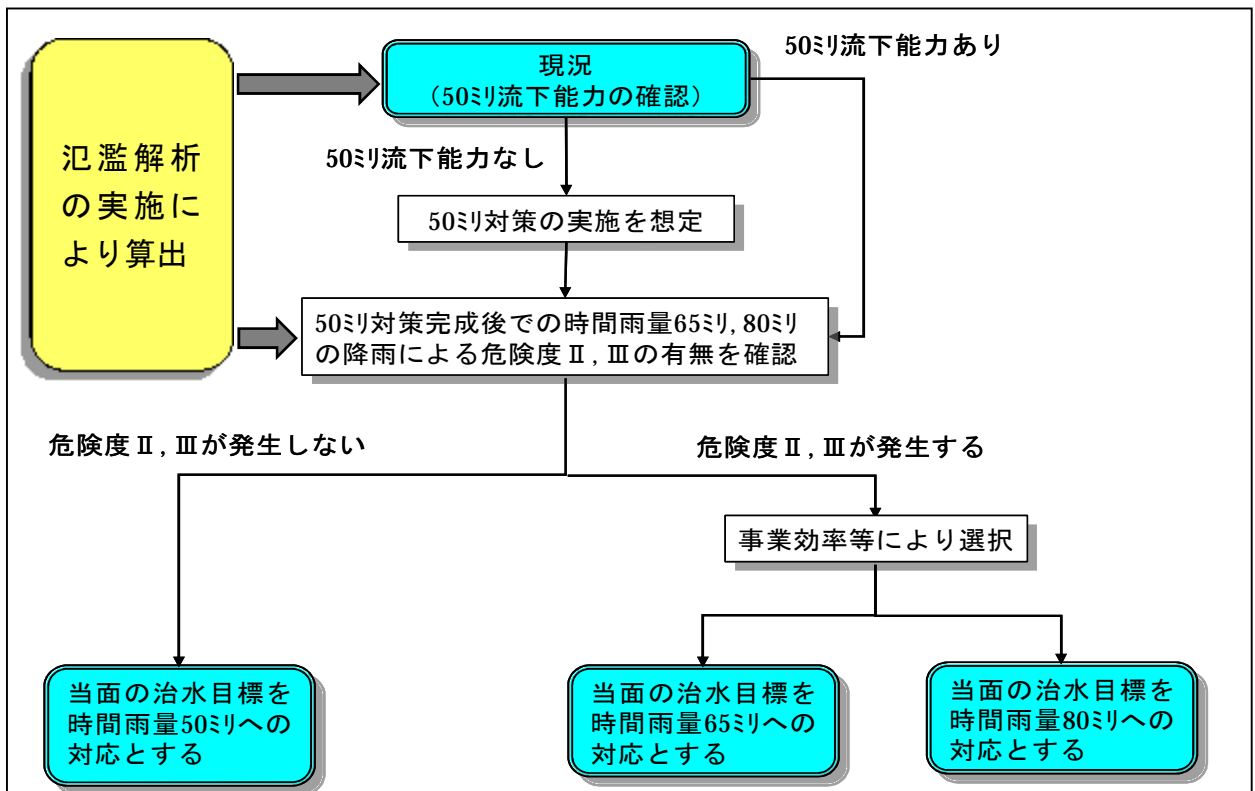 氾濫解析
の実施に
より算出
現況
（50ミリ流下能力の確認）
50ミリ流下能力あり
50ミリ流下能力なし
50ミリ対策の実施を想定
50ミリ対策完成後での時間雨量65ミリ,80ミリ
の降雨による危険度Ⅱ,Ⅲの有無を確認
危険度Ⅱ,Ⅲが発生しない
危険度Ⅱ,Ⅲが発生する
事業効率等により選択
当面の治水目標を
時間雨量50ミリへの
対応とする
当面の治水目標を
時間雨量65ミリへの
対応とする
当面の治水目標を
時間雨量80ミリへの
対応とする